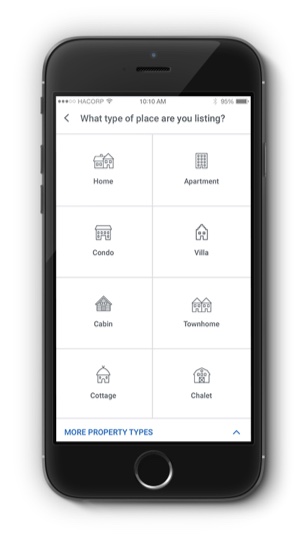 HACORP 10:10 AM 95%
What type of place are you listing?
Home Apartment
Condo Villa
Cabin Townhome
Cottage Chalet
MORE PROPERTY TYPES